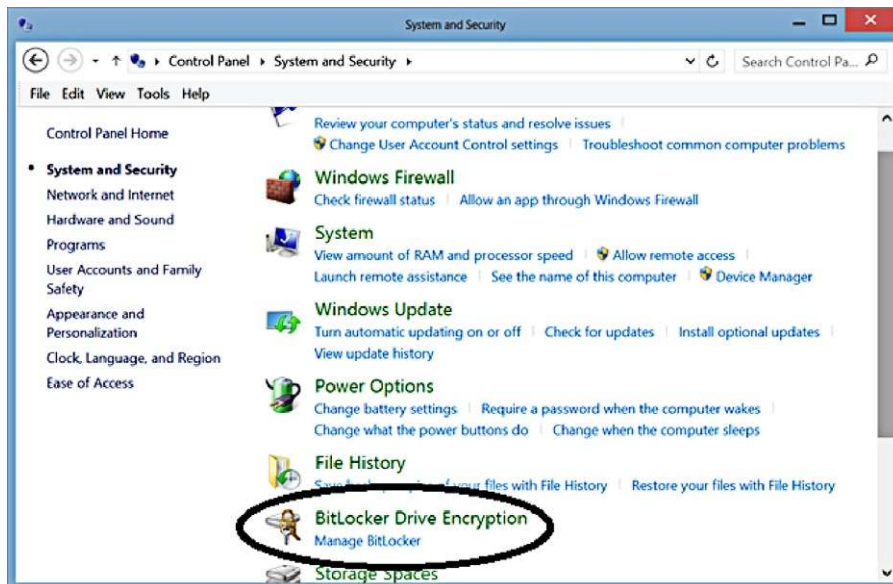 System and Security
Control Panel System and Security
Search Control Pa...
File Edit View Tools Help
Control Panel Home
System and Security
Network and Internet
Hardware and Sound
Programs
User Accounts and Family
Safety
Appearance and
Personalization
Clock, Language, and Region
Ease of Access
Review your computer's status and resolve issues
Change User Account Control settings Troubleshoot common computer problems
Windows Firewall
Check firewall status Allow an app through Windows Firewall
System
View amount of RAM and processor speed Allow remote access
Launch remote assistance See the name of this computer Device Manager
Windows Update
Turn automatic updating on or off Check for updates Install optional updates
View update history
Power Options
Change battery settings Require a password when the computer wakes
Change what the power buttons do Change when the computer sleeps
File History
Save backup copies of your files with File History Restore your files with File History
BitLocker Drive Encryption
Manage BitLocker
Storage Spaces